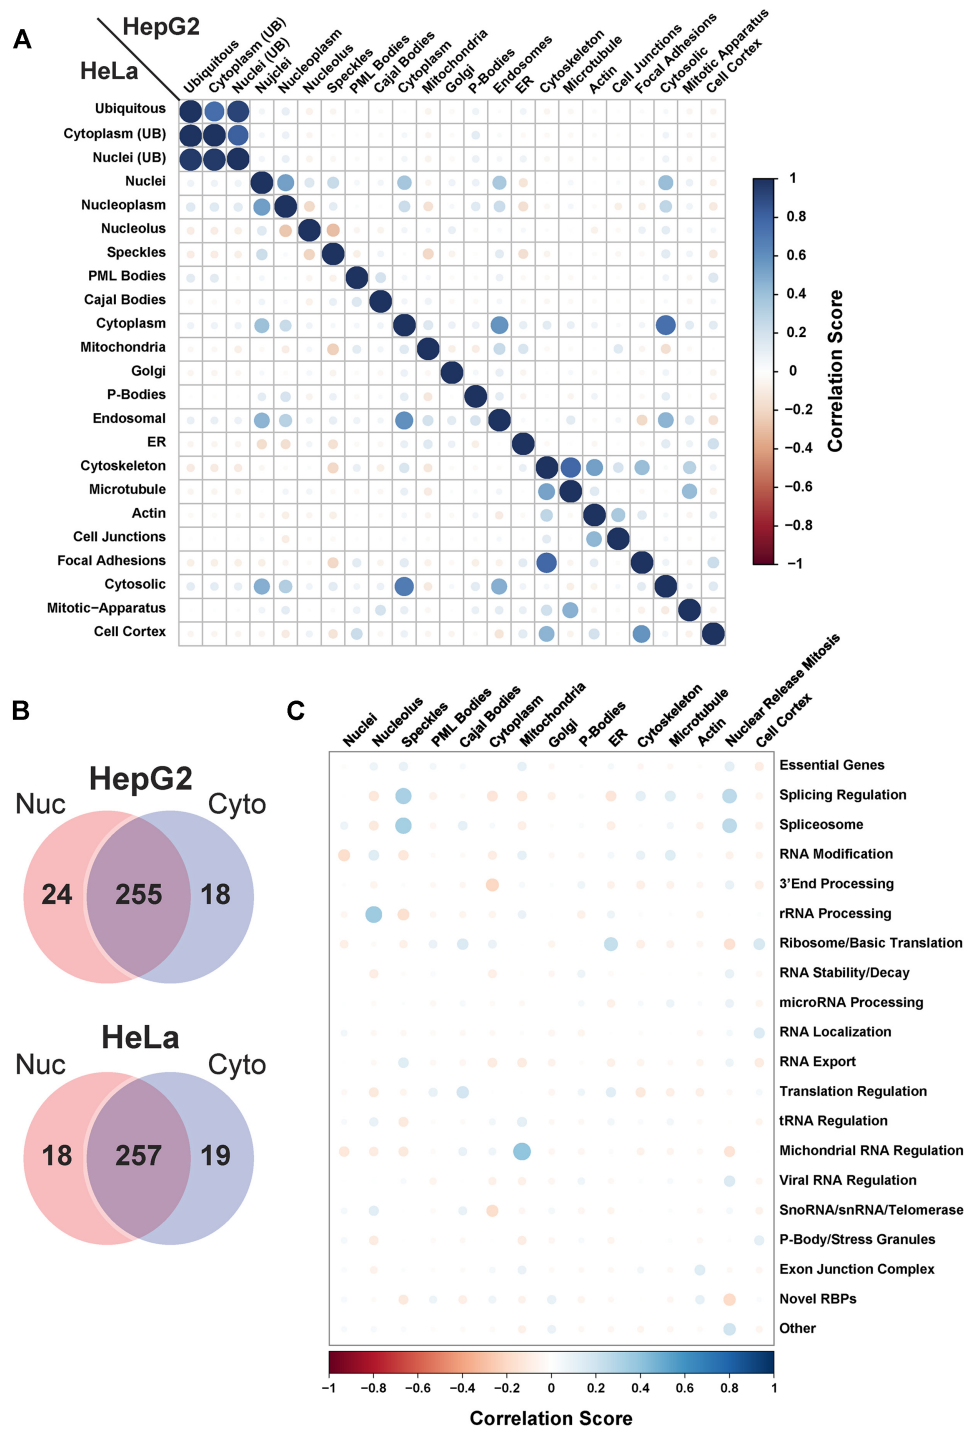 A
HepG2
HeLa
Ubiquitous
Cytoplasm (UB)
Nuclei (UB)
Nujclei
Nucleoplasm
Nucleolus
Speckles
PML Bodies
Cajal Bodies
Cytoplasm
Mitochondria
Golgi
P-Bodies
Endosomes
ER
Cytoskeleton
Microtubule
Actin
Cell Junctions
Focal Adhesions
Cytosolic
Mitotic Apparatus
Cell Cortex
Ubiquitous
Cytoplasm (UB)
Nuclei (UB)
Nuclei
Nucleoplasm
Nucleolus
Speckles
PML Bodies
Cajal Bodies
Cytoplasm
Mitochondria
Golgi
P-Bodies
Endosomal
ER
Cytoskeleton
Microtubule
Actin
Cell Junctions
Focal Adhesions
Cytosolic
Mitotic−Apparatus
Cell Cortex
1
0.8
0.6
0.4
0.2
0
−0.2
−0.4
−0.6
−0.8
−1
Correlation Score
B
HepG2
Nuc Cyto
24 255 18
HeLa
Nuc Cyto
18 257 19
C
Nuclei
Nucleolus
Speckles
PML Bodies
Cajal Bodies
Cytoplasm
Mitochondria
Golgi
P-Bodies
ER
Cytoskeleton
Microtubule
Actin
Nuclear Release Mitosis
Cell Cortex
Essential Genes
Splicing Regulation
Spliceosome
RNA Modification
3’End Processing
rRNA Processing
Ribosome/Basic Translation
RNA Stability/Decay
microRNA Processing
RNA Localization
RNA Export
Translation Regulation
tRNA Regulation
Michondrial RNA Regulation
Viral RNA Regulation
SnoRNA/snRNA/Telomerase
P-Body/Stress Granules
Exon Junction Complex
Novel RBPs
Other
−1 −0.8 −0.6 −0.4 −0.2 0 0.2 0.4 0.6 0.8 1
Correlation Score